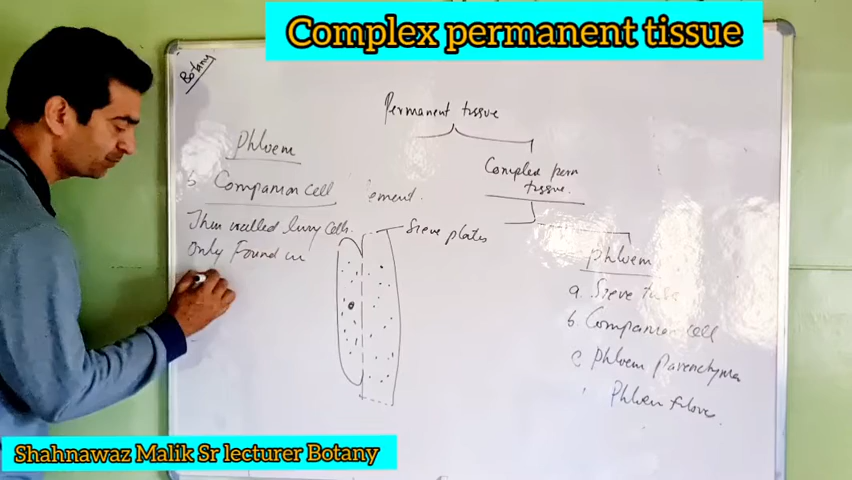 Complex permanent tissue
Botany
Permanent tissue
Phloem
Complex perm
tissue.
b Companion cell
ement.
Thin walled living cells.
Only Found in
Sieve plates
phloem
a. Sieve tube
b. Companion cell
c Phloem parenchyma
Phloem fibre
Shahnawaz Malik Sr lecturer Botany